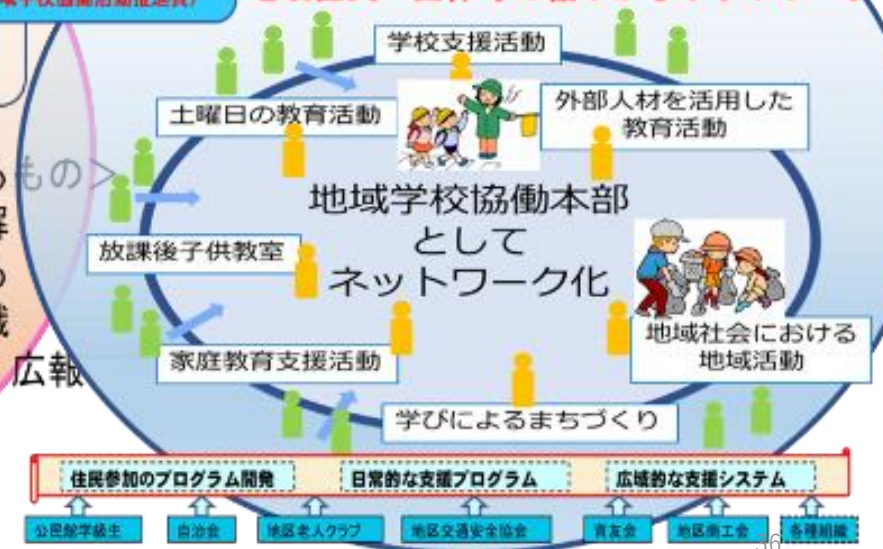 学校支援活動
土曜日の教育活動
外部人材を活用した
教育活動
もの＞
地域学校協働本部
として
ネットワーク化
放課後子供教室
地域社会における
地域活動
家庭教育支援活動
広報
学びによるまちづくり
住民参加のプログラム開発
日常的な支援プログラム
広域的な支援システム
公民館学級生
自治会
地区老人クラブ
地区交通安全協会
育友会
地区商工会
各種組織
36